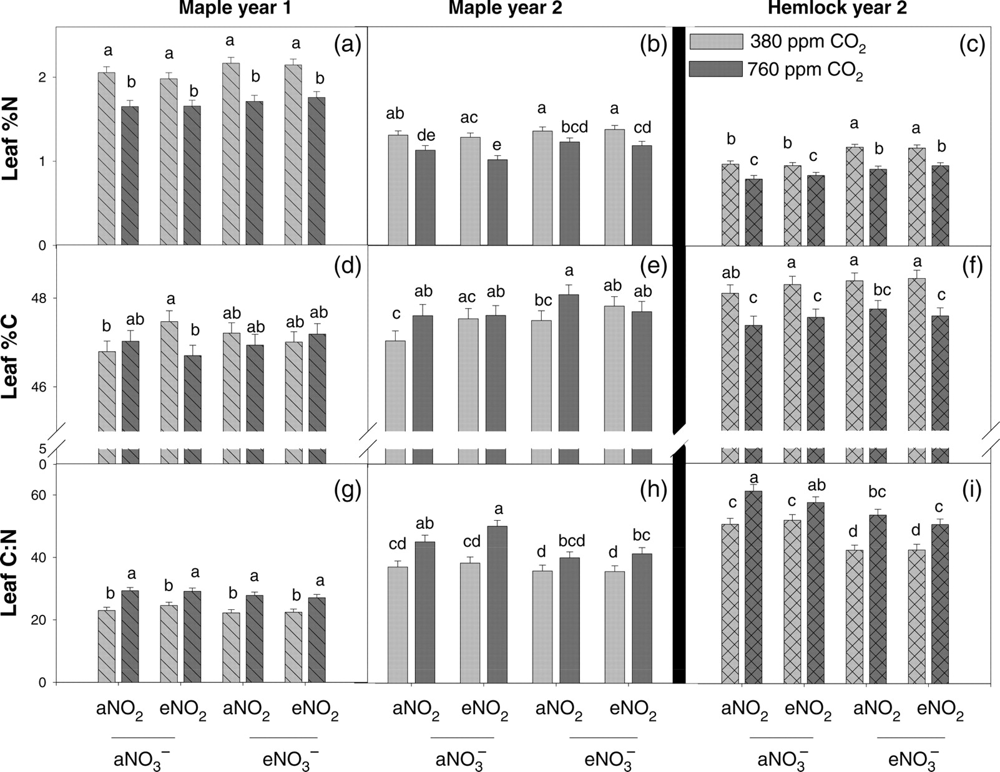 Maple year 1 Maple year 2 Hemlock year 2
(a) (b) (c)
380 ppm CO₂
760 ppm CO₂
Leaf %N
2
1
0
a b a b a b a b
ab de ac e a bcd a cd
b c b c a b a b
(d) (e) (f)
Leaf %C
48
46
5
0
b ab a b ab ab ab ab
c ab ac ab bc a ab ab
ab c a c a bc a c
(g) (h) (i)
Leaf C:N
60
40
20
0
b a b a b a b a
cd ab cd a d bcd d bc
c a c ab d bc d c
aNO₂ eNO₂ aNO₂ eNO₂ aNO₂ eNO₂ aNO₂ eNO₂ aNO₂ eNO₂ aNO₂ eNO₂
aNO₃⁻ eNO₃⁻ aNO₃⁻ eNO₃⁻ aNO₃⁻ eNO₃⁻